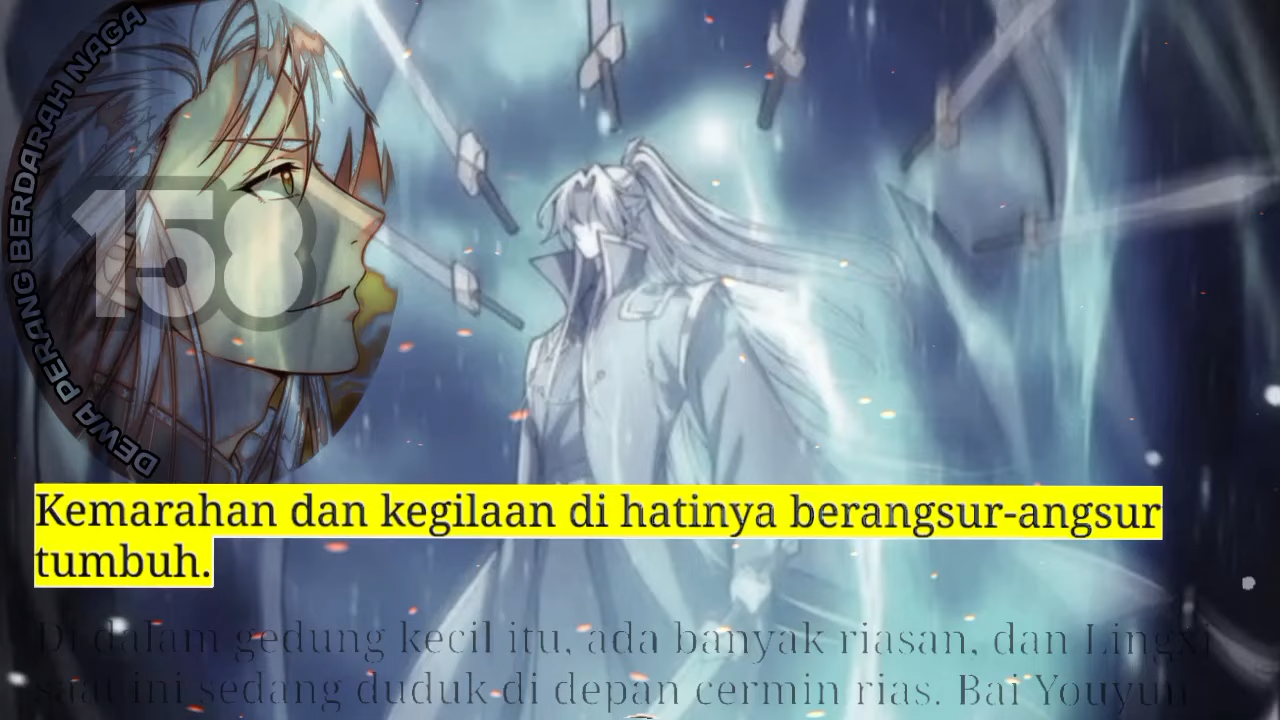 DEWA PERANG BERDARAH NAGA
158
Kemarahan dan kegilaan di hatinya berangsur-angsur
tumbuh.
Di dalam gedung kecil itu, ada banyak riasan, dan Lingxi
saat ini sedang duduk di depan cermin rias. Bai Youyun